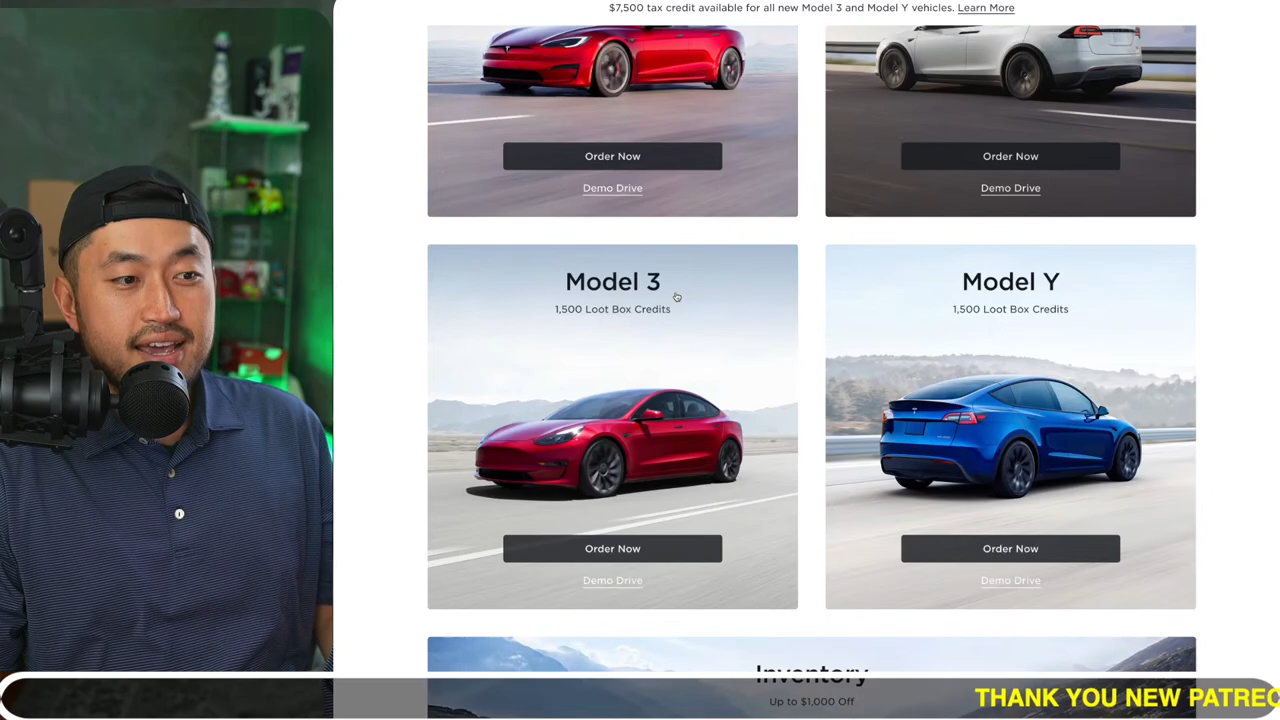 $7,500 tax credit available for all new Model 3 and Model Y vehicles. Learn More
Order Now
Demo Drive
Order Now
Demo Drive
Model 3
1,500 Loot Box Credits
Order Now
Demo Drive
Model Y
1,500 Loot Box Credits
Order Now
Demo Drive
Inventory
Up to $1,000 Off
THANK YOU NEW PATREO